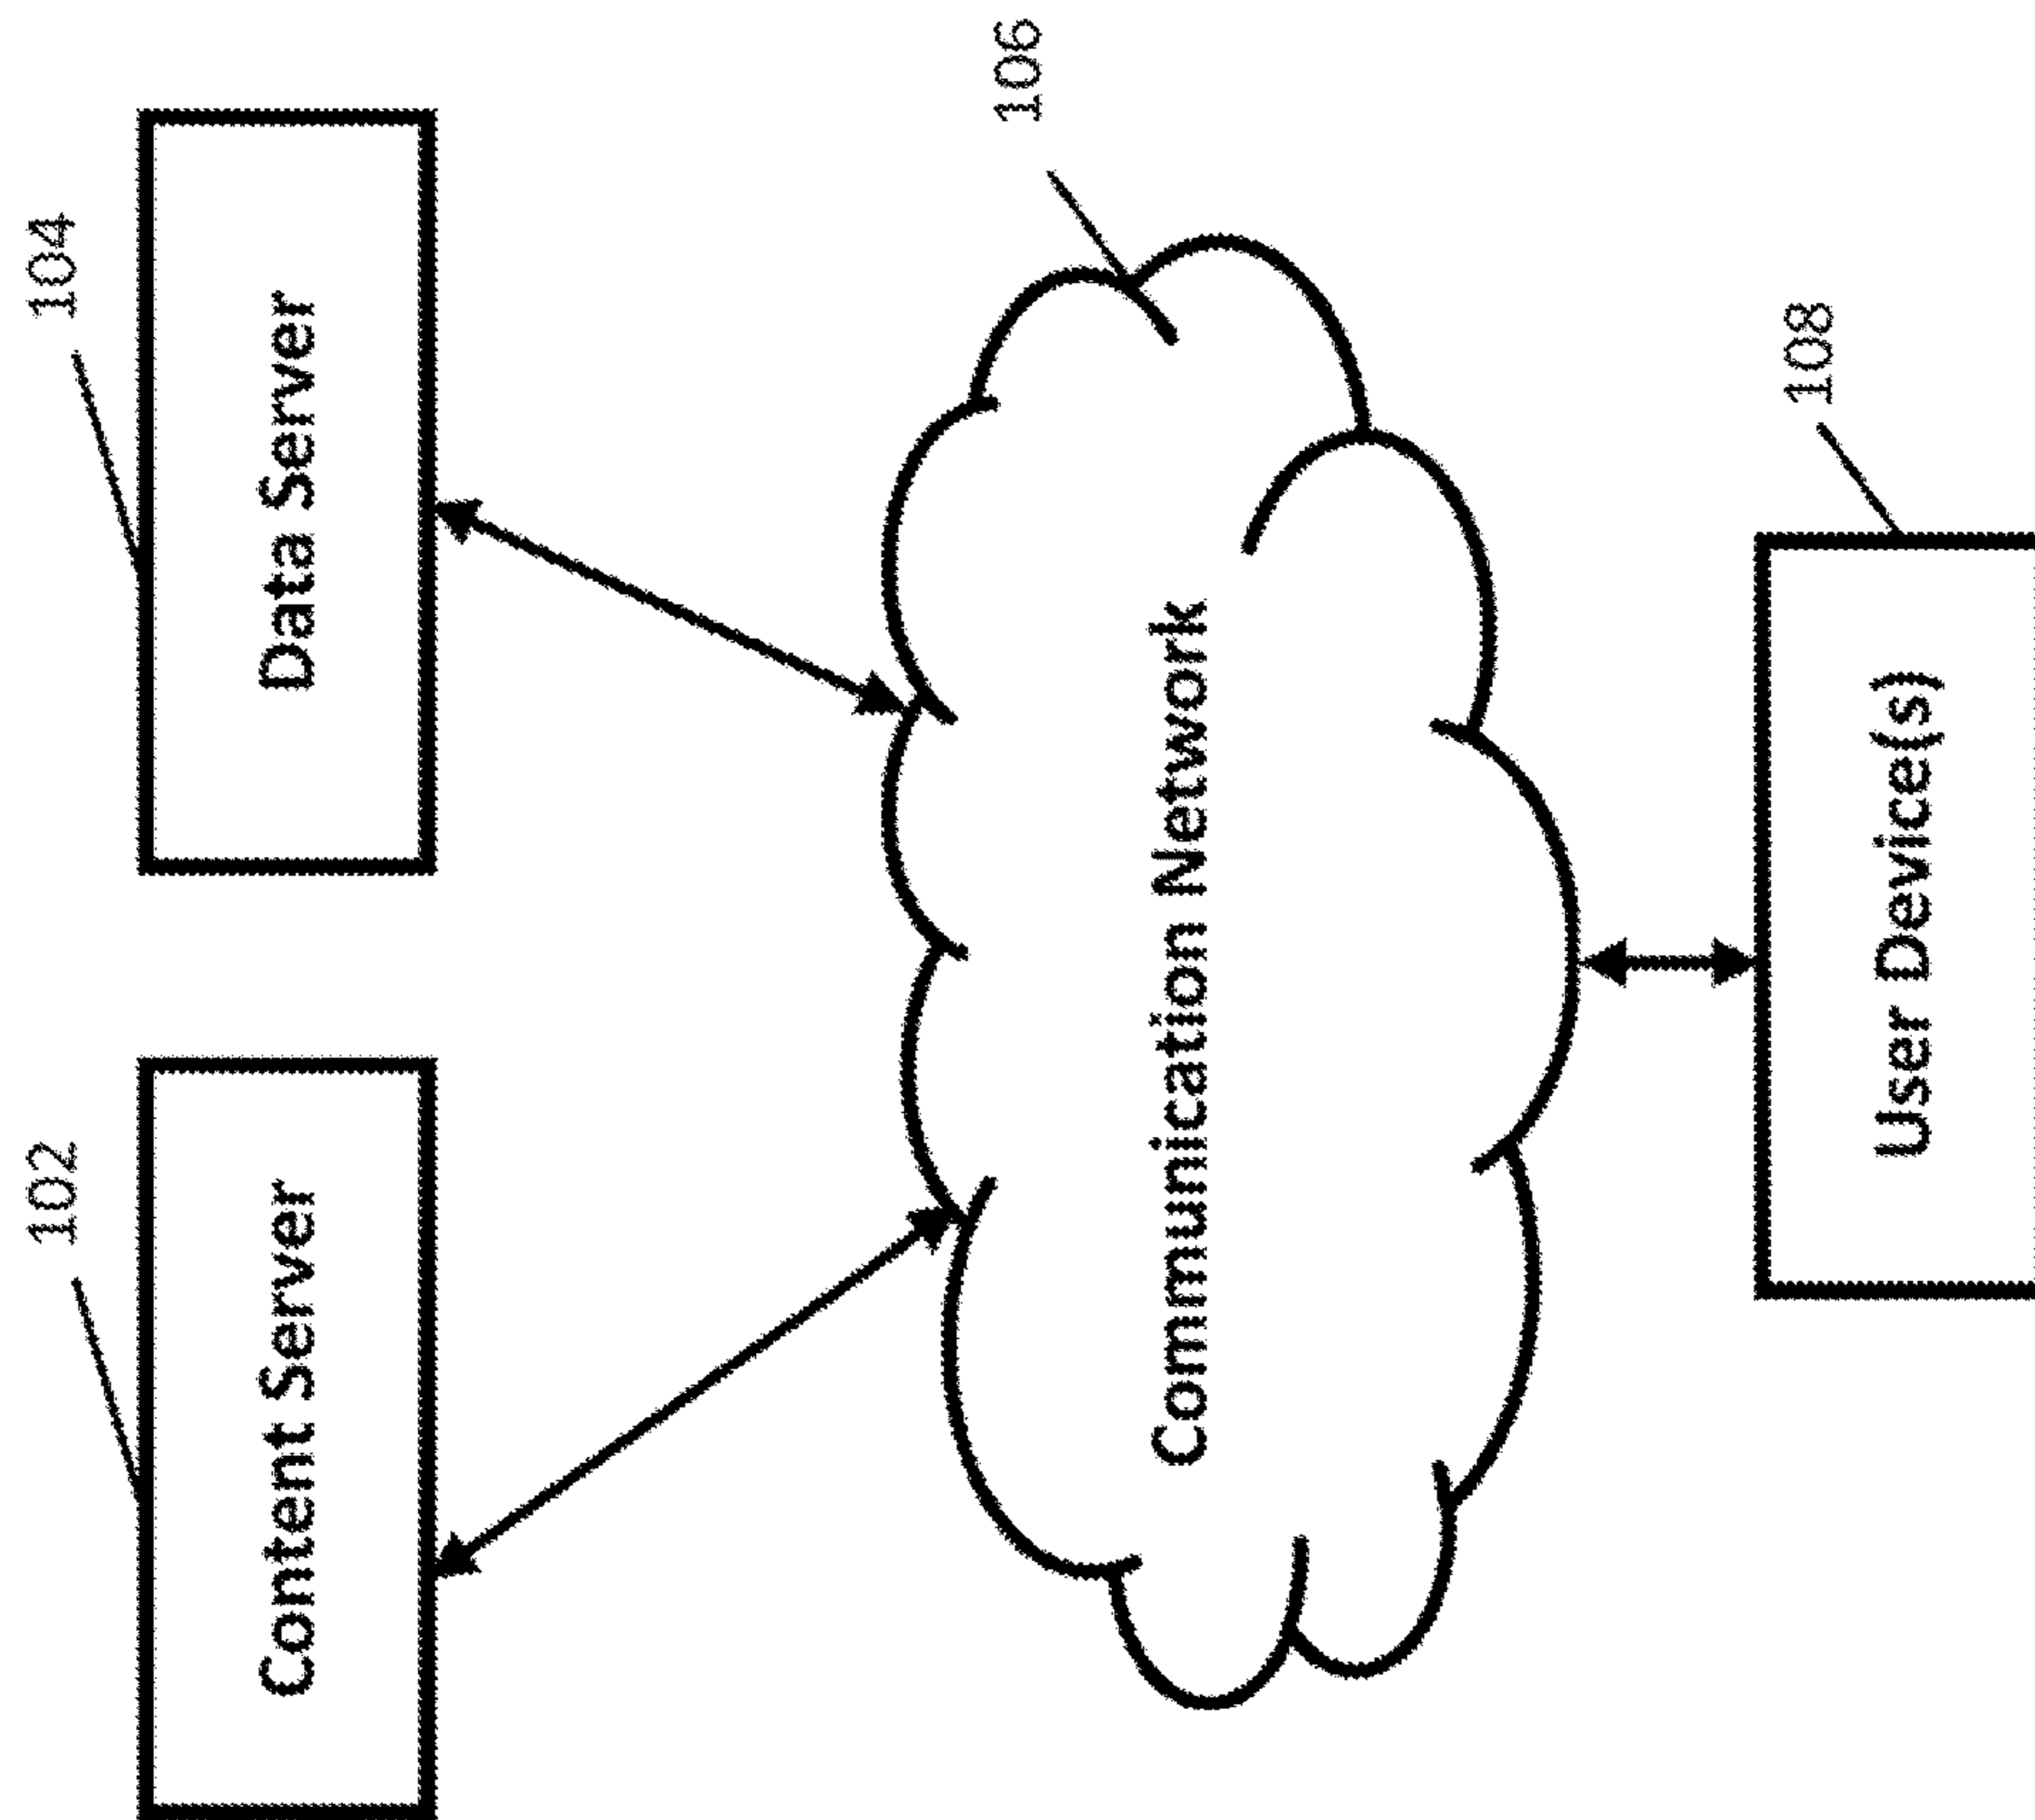 102
104
Content Server
Data Server
106
Communication Network
108
User Device(s)